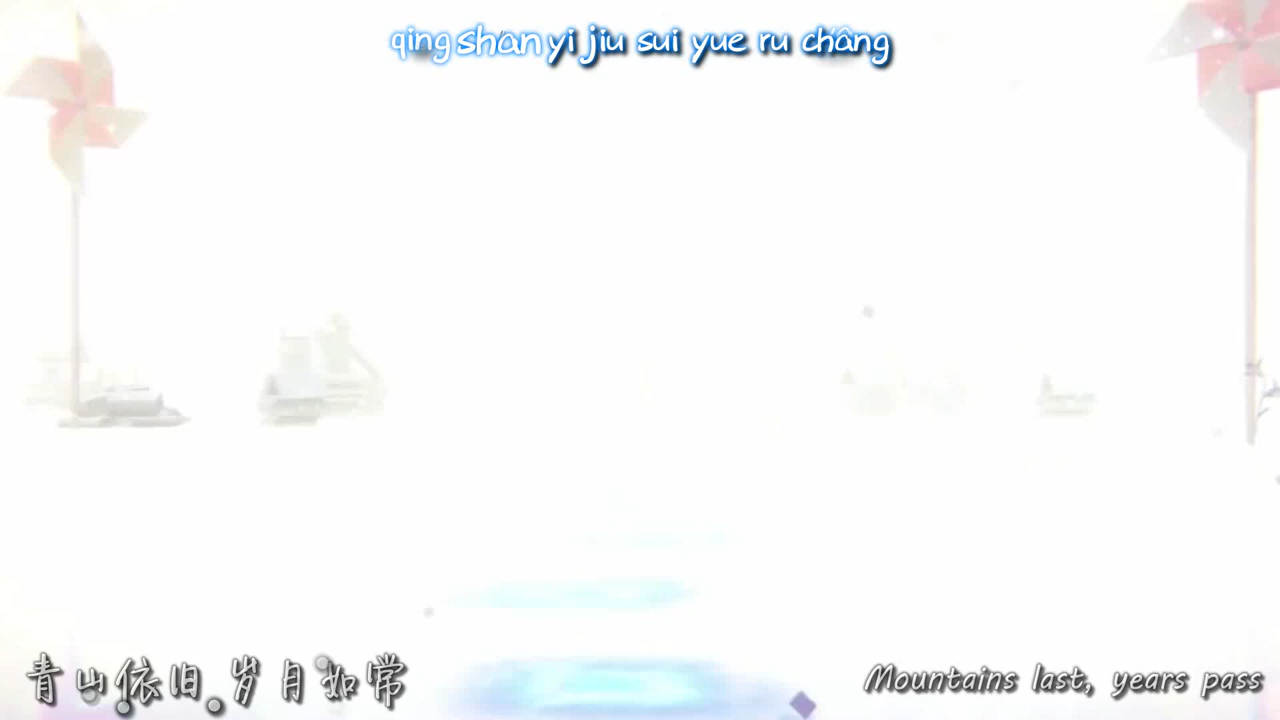 qing shan yi jiu sui yue ru châng
青山依旧 岁月如常
Mountains last, years pass